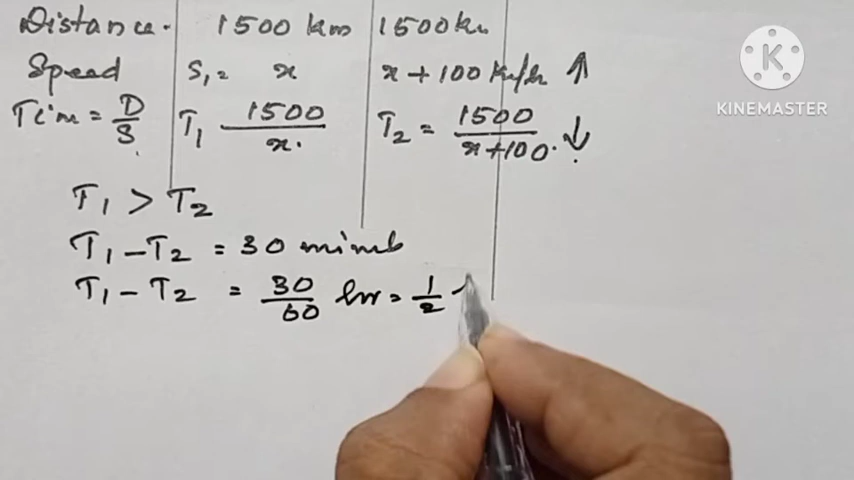 Distance. 1500 km 1500 km
Speed S₁ = x x + 100 km/h ↑
Time = D/S T₁ 1500/x. T₂ = 1500/x+100. ↓
T₁ > T₂
T₁ – T₂ = 30 minutes
T₁ – T₂ = 30/60 hr = 1/2
K
KINEMASTER